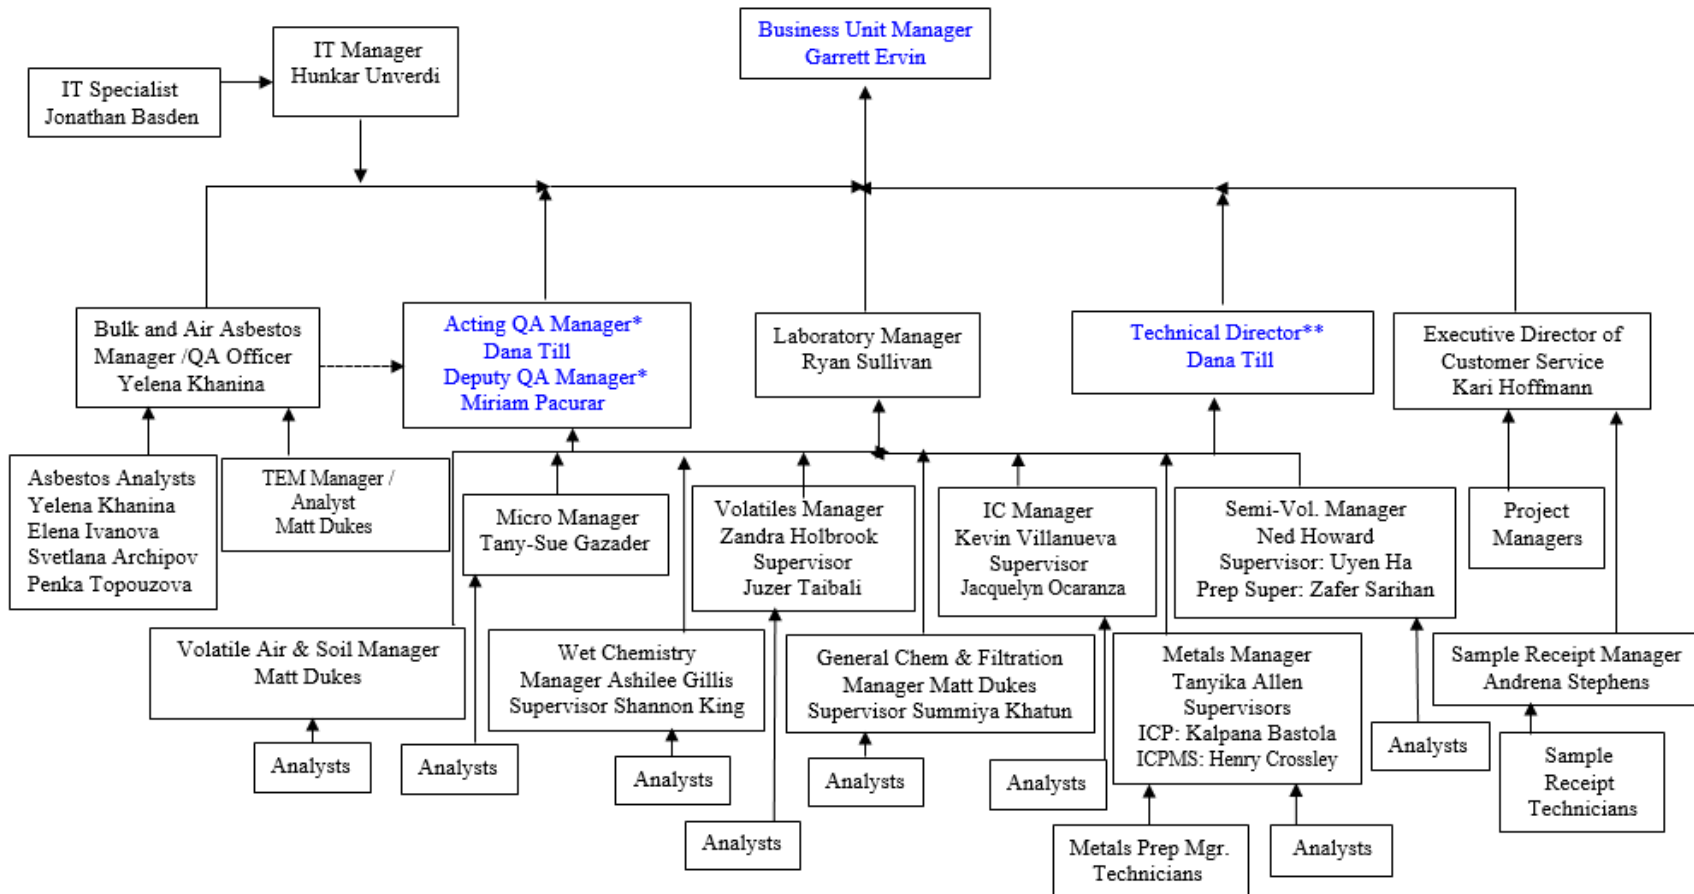 Business Unit Manager
Garrett Ervin
IT Manager
Hunkar Unverdi
IT Specialist
Jonathan Basden
Bulk and Air Asbestos
Manager /QA Officer
Yelena Khanina
Acting QA Manager*
Dana Till
Deputy QA Manager*
Miriam Pacurar
Laboratory Manager
Ryan Sullivan
Technical Director**
Dana Till
Executive Director of
Customer Service
Kari Hoffmann
Asbestos Analysts
Yelena Khanina
Elena Ivanova
Svetlana Archipov
Penka Topouzova
TEM Manager /
Analyst
Matt Dukes
Micro Manager
Tany-Sue Gazader
Volatiles Manager
Zandra Holbrook
Supervisor
Juzer Taibali
IC Manager
Kevin Villanueva
Supervisor
Jacquelyn Ocaranza
Semi-Vol. Manager
Ned Howard
Supervisor: Uyen Ha
Prep Super: Zafer Sarihan
Project
Managers
Volatile Air & Soil Manager
Matt Dukes
Wet Chemistry
Manager Ashilee Gillis
Supervisor Shannon King
General Chem & Filtration
Manager Matt Dukes
Supervisor Summiya Khatun
Metals Manager
Tanyika Allen
Supervisors
ICP: Kalpana Bastola
ICPMS: Henry Crossley
Sample Receipt Manager
Andrena Stephens
Analysts
Analysts
Analysts
Analysts
Analysts
Analysts
Analysts
Metals Prep Mgr.
Technicians
Analysts
Sample
Receipt
Technicians